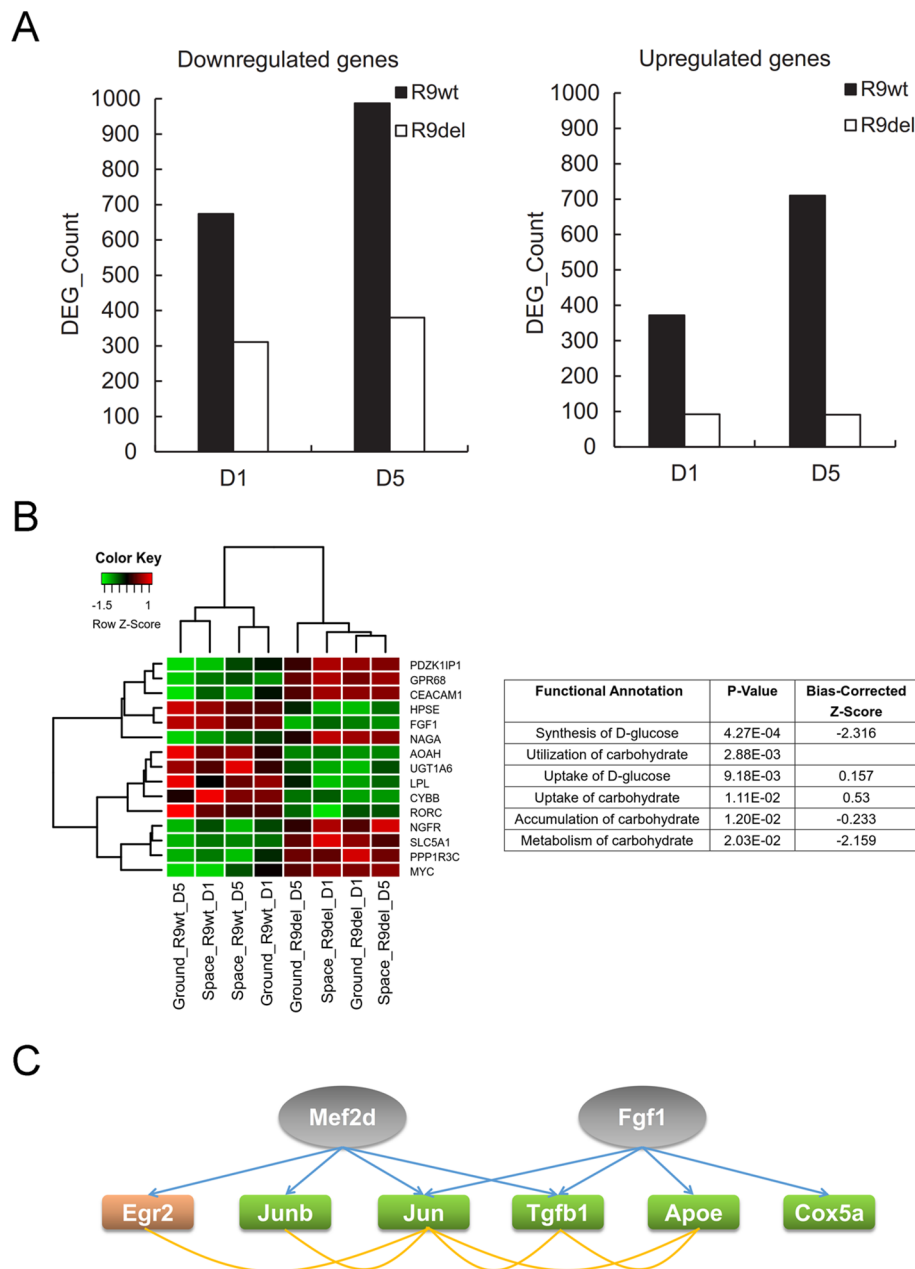 A
Downregulated genes
R9wt
R9del
DEG_Count
1000
900
800
700
600
500
400
300
200
100
0
D1
D5
Upregulated genes
R9wt
R9del
DEG_Count
1000
900
800
700
600
500
400
300
200
100
0
D1
D5
B
Color Key
-1.5
1
Row Z-Score
PDZK1IP1
GPR68
CEACAM1
HPSE
FGF1
NAGA
AOAH
UGT1A6
LPL
CYBB
RORC
NGFR
SLC5A1
PPP1R3C
MYC
Ground_R9wt_D5
Space_R9wt_D1
Space_R9wt_D5
Ground_R9wt_D1
Ground_R9del_D5
Space_R9del_D1
Ground_R9del_D1
Space_R9del_D5
Functional Annotation P-Value Bias-Corrected Z-Score
Synthesis of D-glucose 4.27E-04 -2.316
Utilization of carbohydrate 2.88E-03
Uptake of D-glucose 9.18E-03 0.157
Uptake of carbohydrate 1.11E-02 0.53
Accumulation of carbohydrate 1.20E-02 -0.233
Metabolism of carbohydrate 2.03E-02 -2.159
C
Mef2d Fgf1
Egr2 Junb Jun Tgfb1 Apoe Cox5a